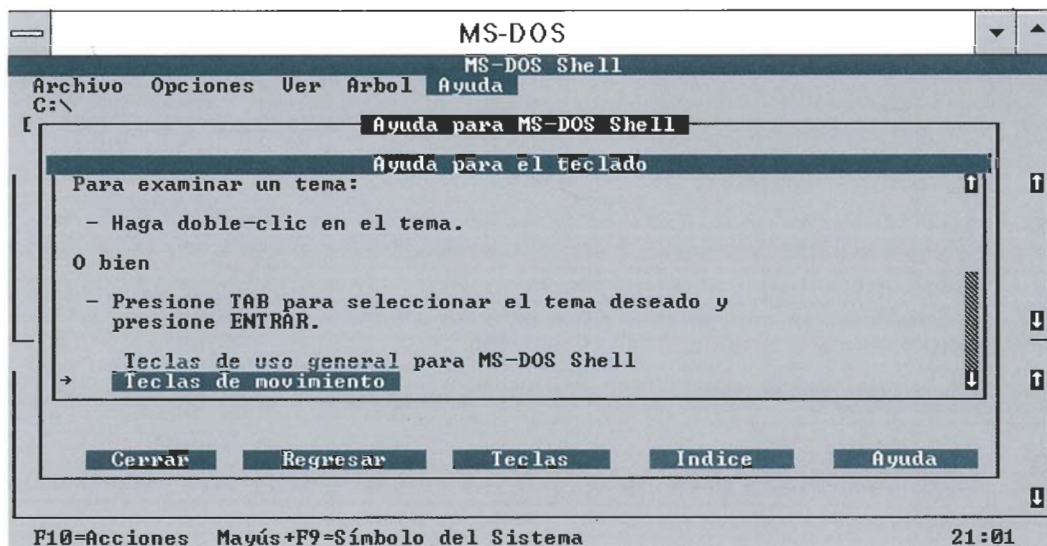 MS-DOS
MS-DOS Shell
Archivo Opciones Ver Arbol Ayuda
C:\
[
Ayuda para MS-DOS Shell
Ayuda para el teclado
Para examinar un tema:
- Haga doble-clic en el tema.
O bien
- Presione TAB para seleccionar el tema deseado y
presione ENTRAR.
Teclas de uso general para MS-DOS Shell
→ Teclas de movimiento
Cerrar Regresar Teclas Indice Ayuda
F10=Acciones Mayús+F9=Símbolo del Sistema 21:01